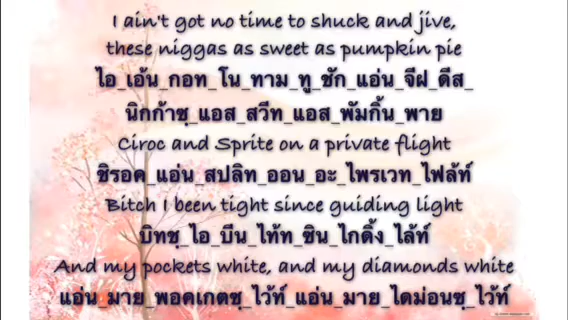 I ain't got no time to shuck and jive,
these niggas as sweet as pumpkin pie
ไอ_เอ้น_กอท_โน_ทาม_ทู_ชัก_แอ่น_จีฝ_ดีส_
นิกก้าซฺ_แอส_สวีท_แอส_พัมกิ้น_พาย
Ciroc and Sprite on a private flight
ชิรอค_แอ่น_สปลิท_ออน_อะ_ไพรเวท_ไฟล้ท์
Bitch I been tight since guiding light
บิทชฺ_ไอ_บีน_ไท้ท_ซิน_ไกดิ้ง_ไล้ท์
And my pockets white, and my diamonds white
แอ่น_มาย_พอคเกตซฺ_ไว้ท์_แอ่น_มาย_ไดม่อนซฺ_ไว้ท์